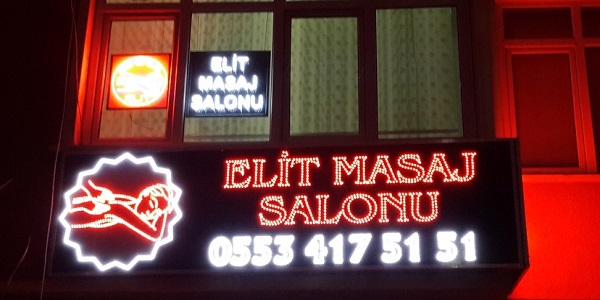 ELİT
MASAJ
SALONU
ELİT MASAJ
SALONU
0553 417 51 51